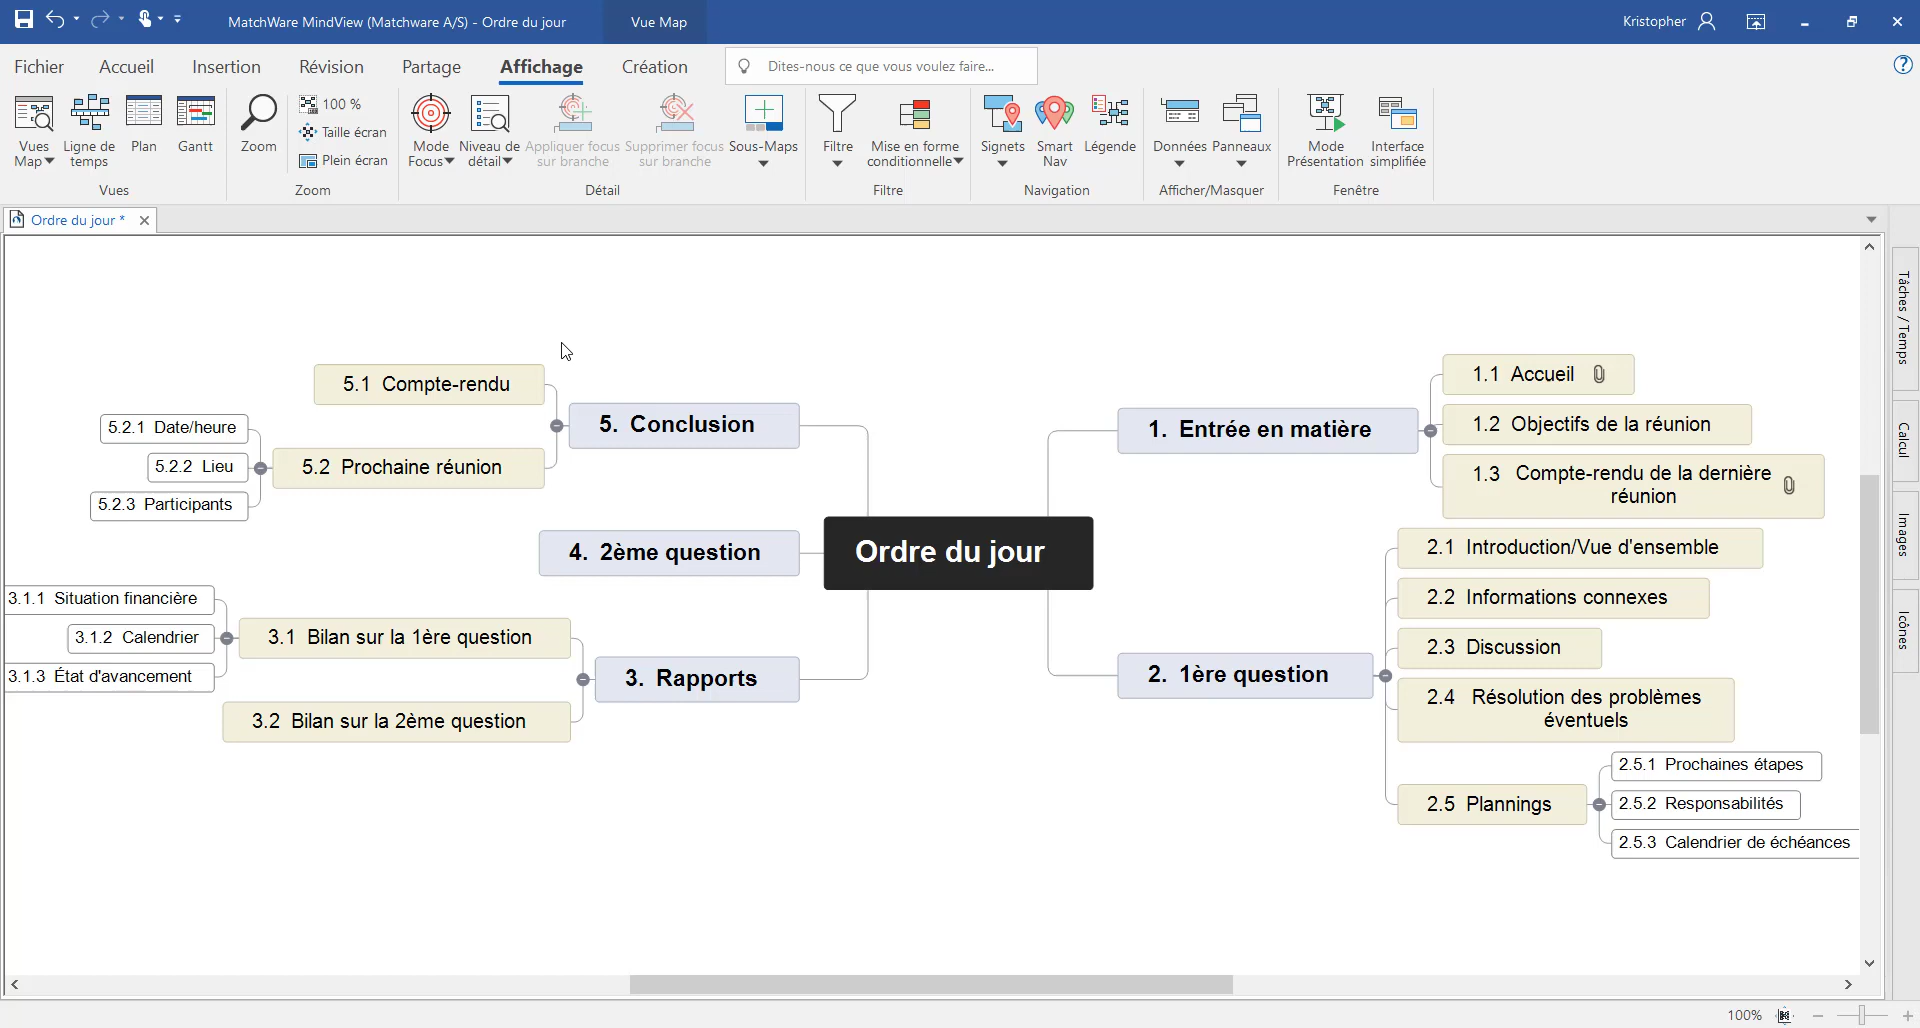 MatchWare MindView (Matchware A/S) - Ordre du jour
Vue Map
Kristopher
Fichier
Accueil
Insertion
Révision
Partage
Affichage
Création
Dites-nous ce que vous voulez faire...
Vues Map
Ligne de temps
Plan
Gantt
Vues
Zoom
100 %
Taille écran
Plein écran
Zoom
Mode Focus
Niveau de détail
Appliquer focus sur branche
Supprimer focus sur branche
Sous-Maps
Détail
Filtre
Mise en forme conditionnelle
Filtre
Signets
Smart Nav
Légende
Navigation
Données
Panneaux
Afficher/Masquer
Mode Présentation
Interface simplifiée
Fenêtre
Ordre du jour *
5.1 Compte-rendu
5. Conclusion
5.2.1 Date/heure
5.2.2 Lieu
5.2.3 Participants
5.2 Prochaine réunion
4. 2ème question
3.1.1 Situation financière
3.1.2 Calendrier
3.1.3 État d'avancement
3.1 Bilan sur la 1ère question
3. Rapports
3.2 Bilan sur la 2ème question
Ordre du jour
1. Entrée en matière
1.1 Accueil
1.2 Objectifs de la réunion
1.3 Compte-rendu de la dernière
réunion
2. 1ère question
2.1 Introduction/Vue d'ensemble
2.2 Informations connexes
2.3 Discussion
2.4 Résolution des problèmes
éventuels
2.5 Plannings
2.5.1 Prochaines étapes
2.5.2 Responsabilités
2.5.3 Calendrier de échéances
Tâches / Temps
Calcul
Images
Icônes
100%